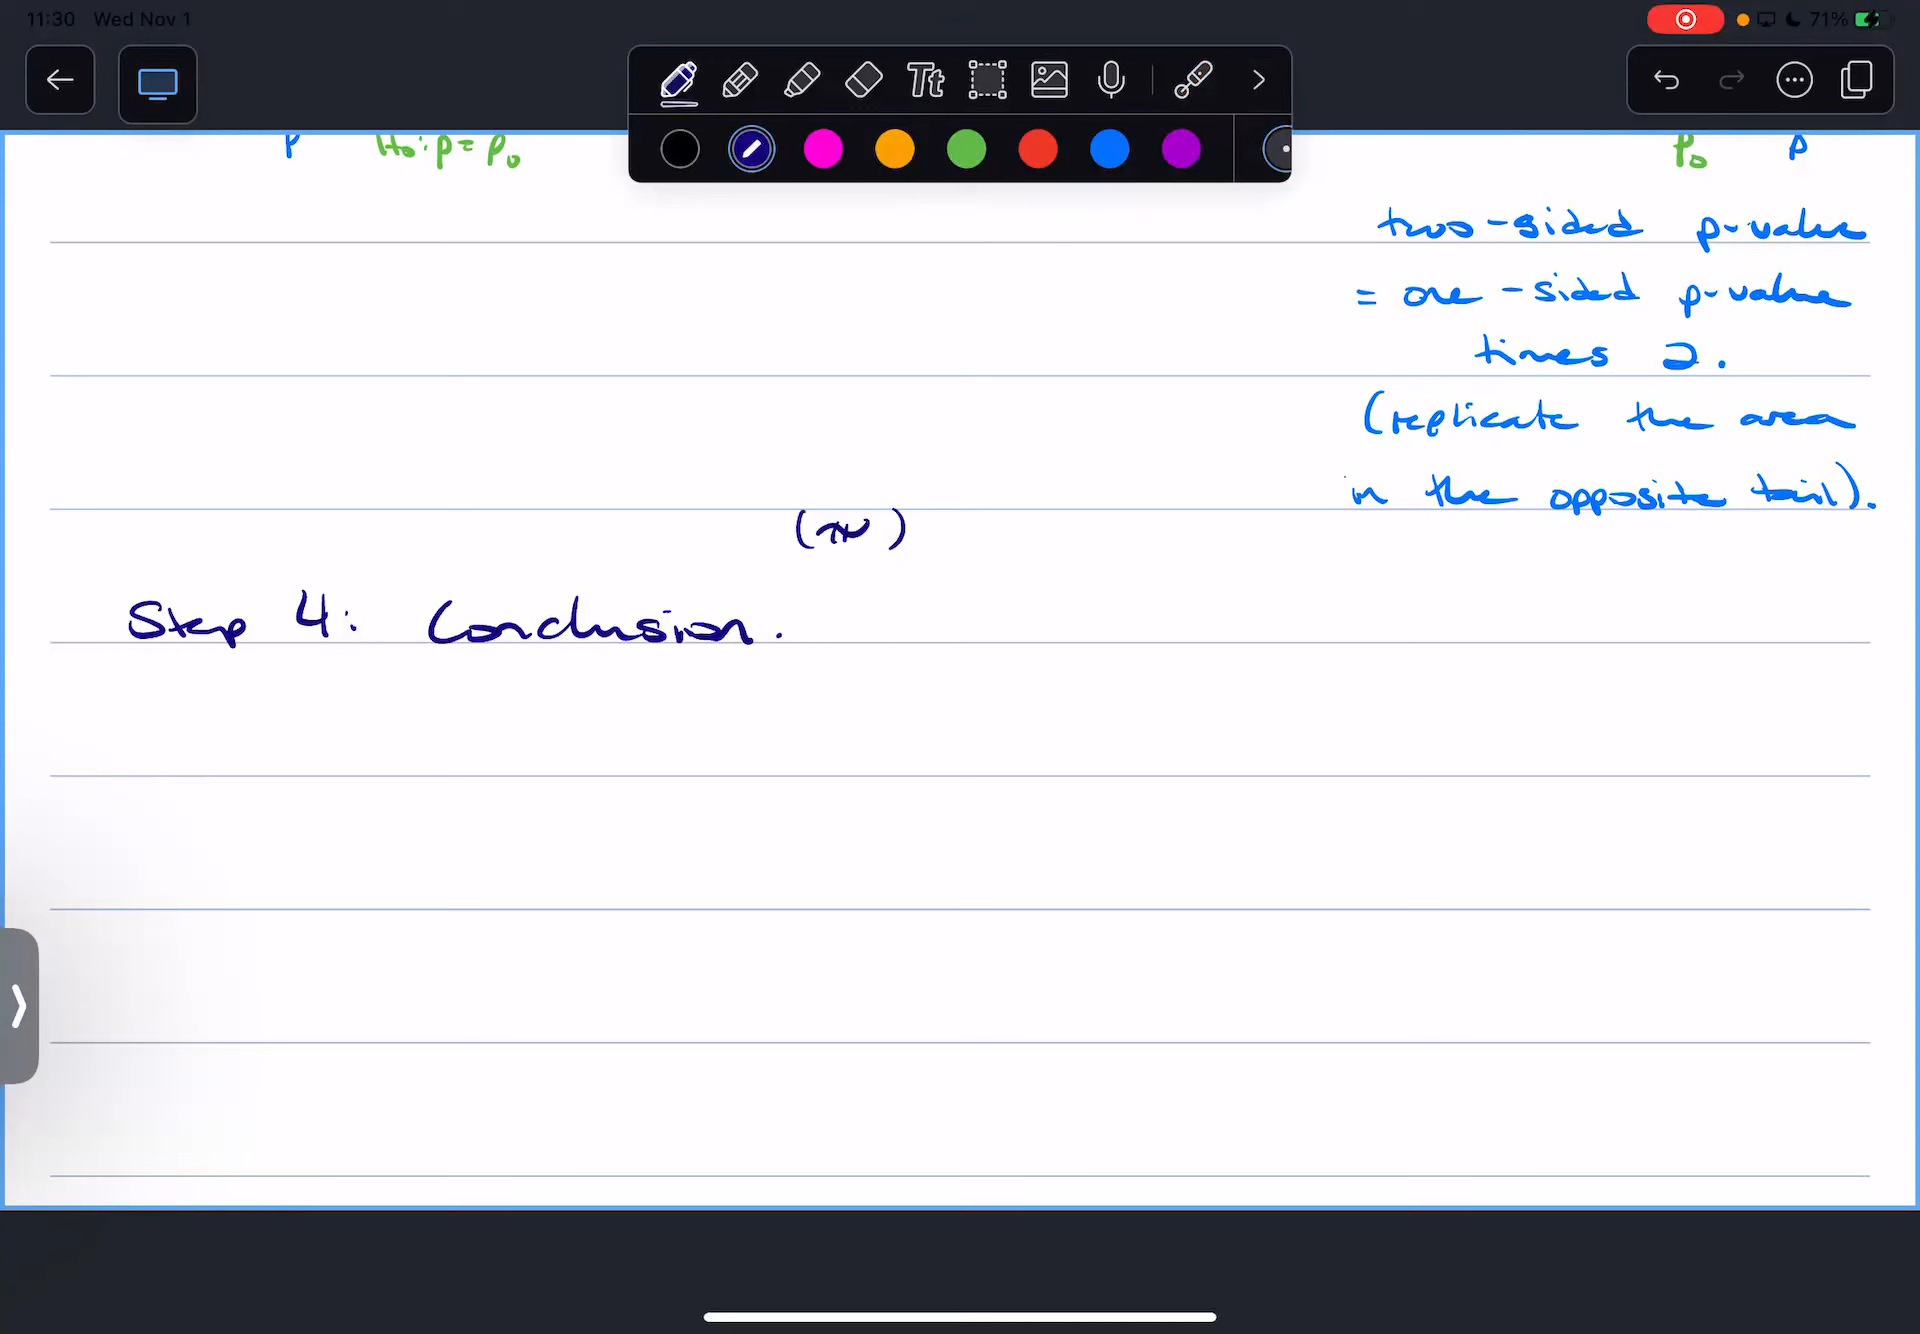 11:30 Wed Nov 1
71%
Tt
p H₀: p = p₀
p₀ p
two-sided p-value
= one-sided p-value
times 2.
(replicate the area
in the opposite tail).
Step 4: Conclusion.